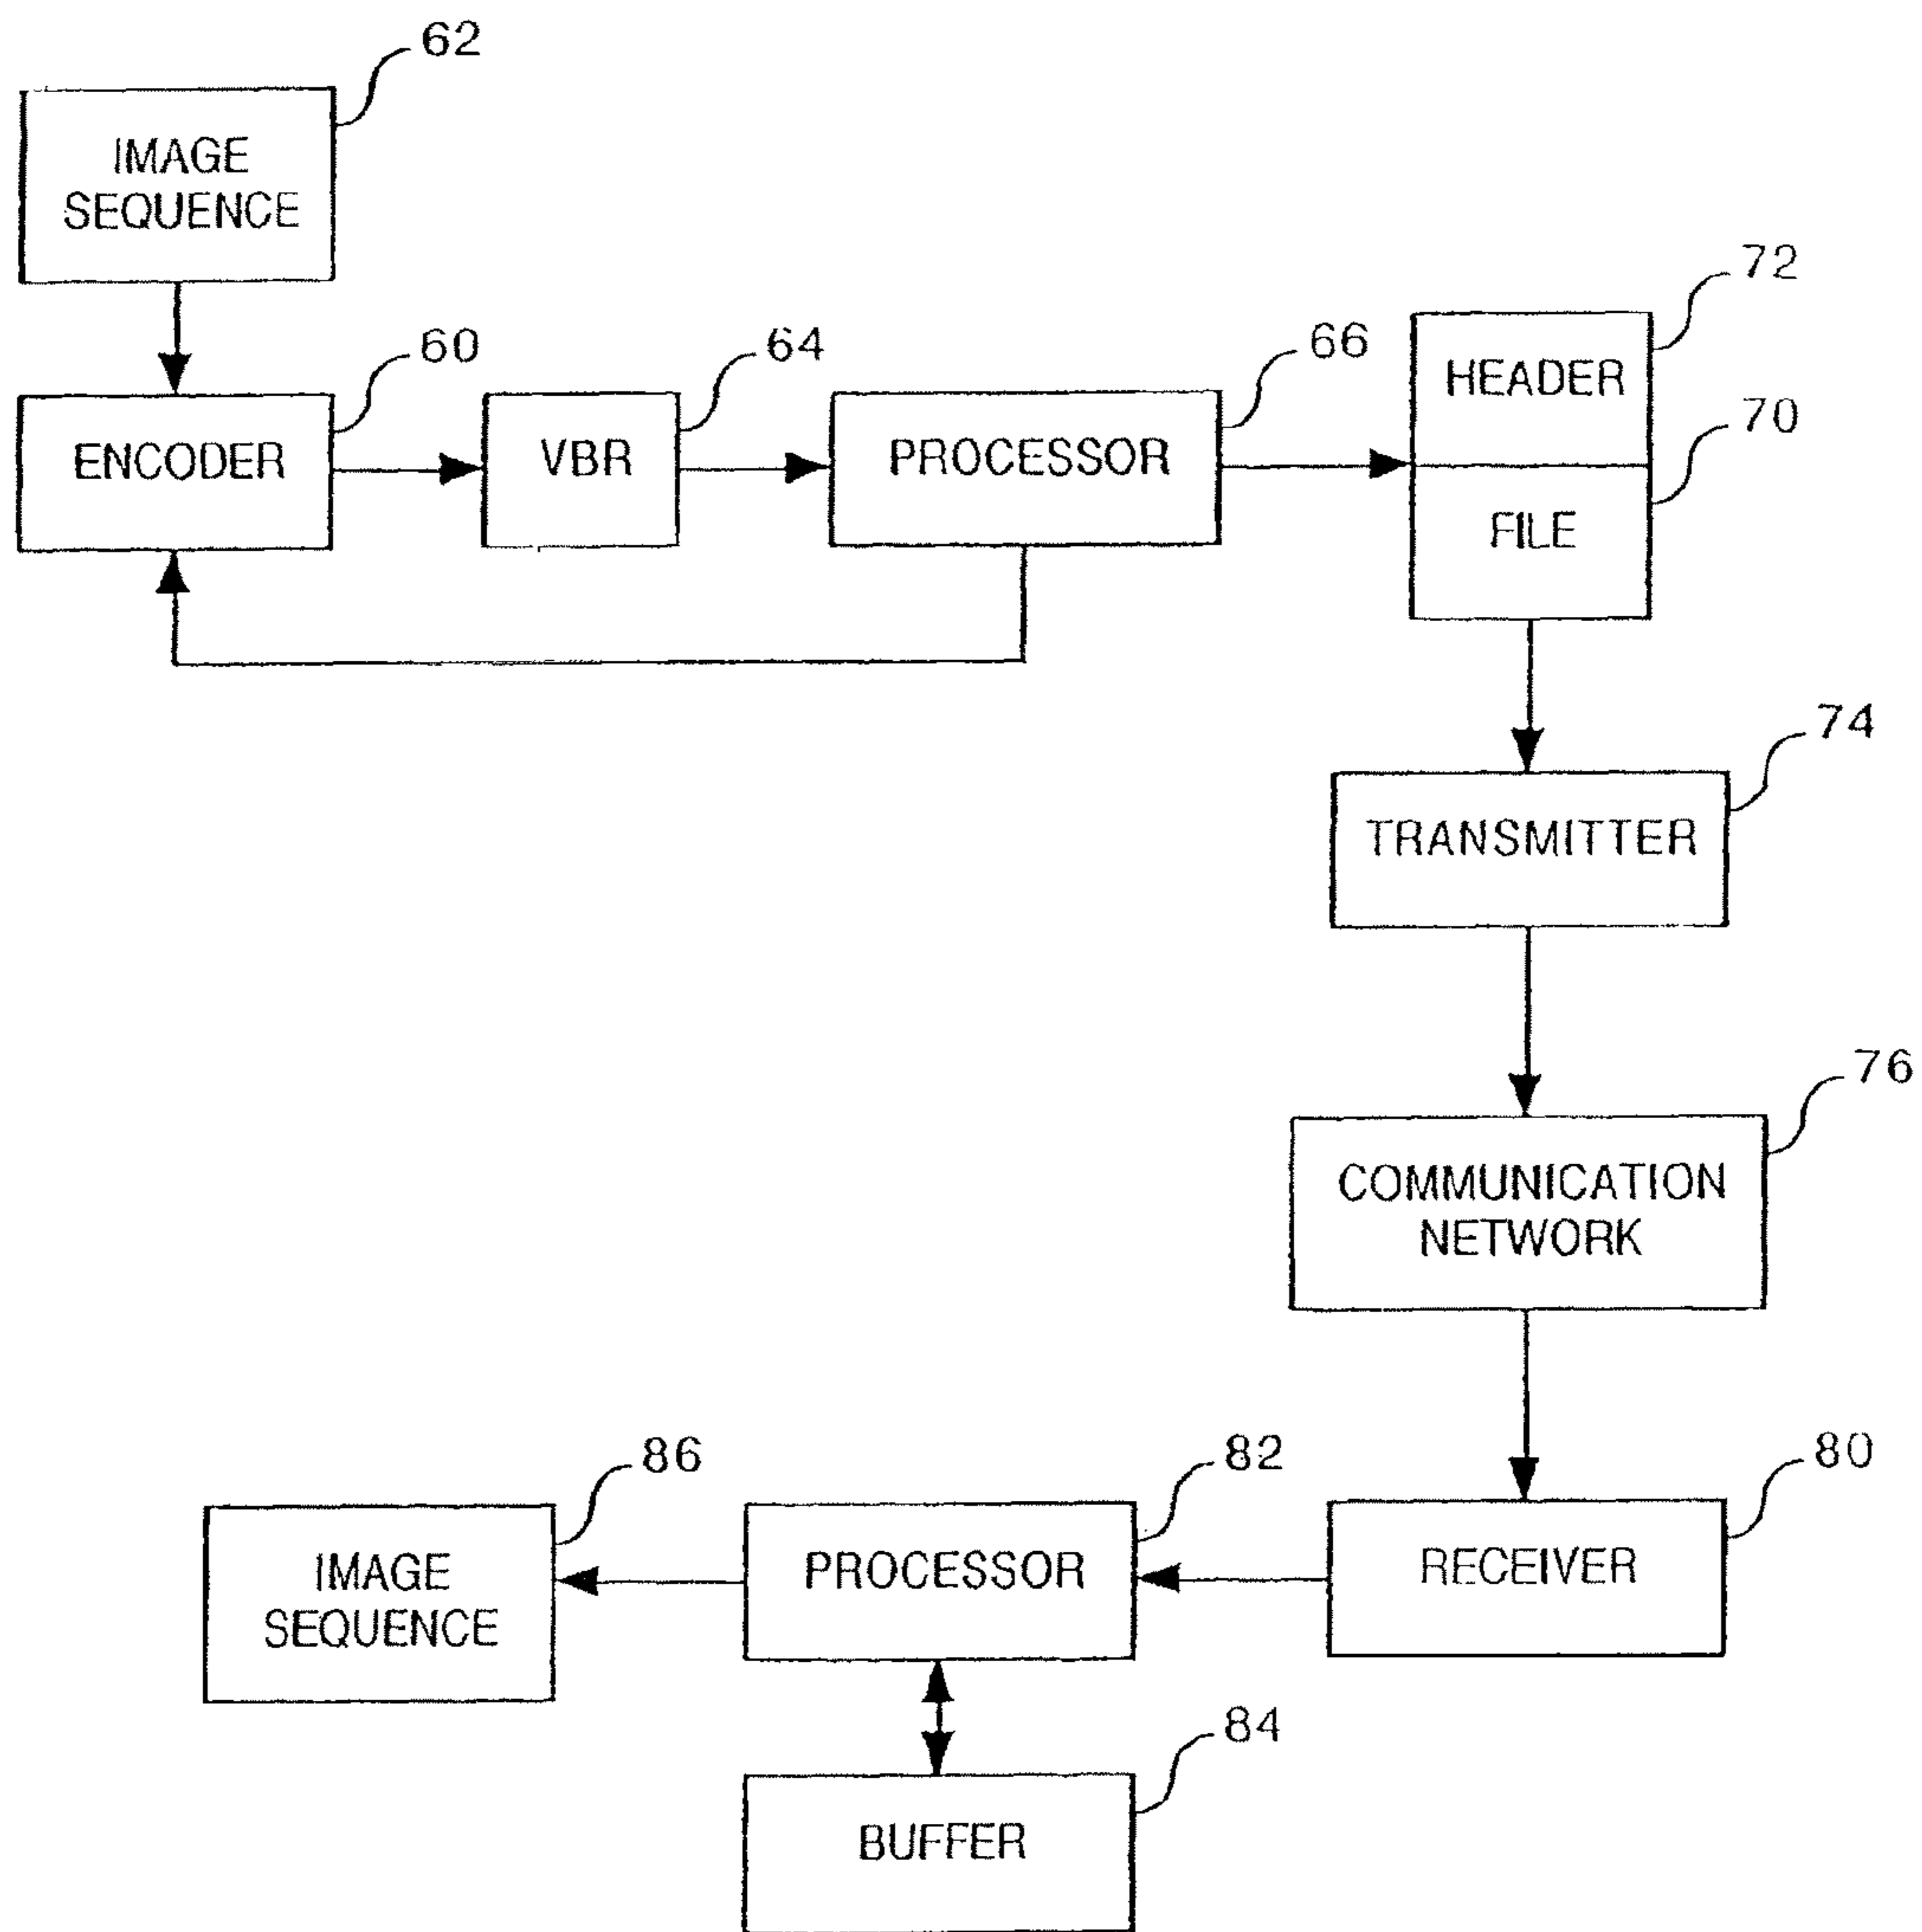 62
IMAGE
SEQUENCE
72
60
64
66
HEADER
70
ENCODER
VBR
PROCESSOR
FILE
74
TRANSMITTER
76
COMMUNICATION
NETWORK
86
82
80
IMAGE
SEQUENCE
PROCESSOR
RECEIVER
84
BUFFER